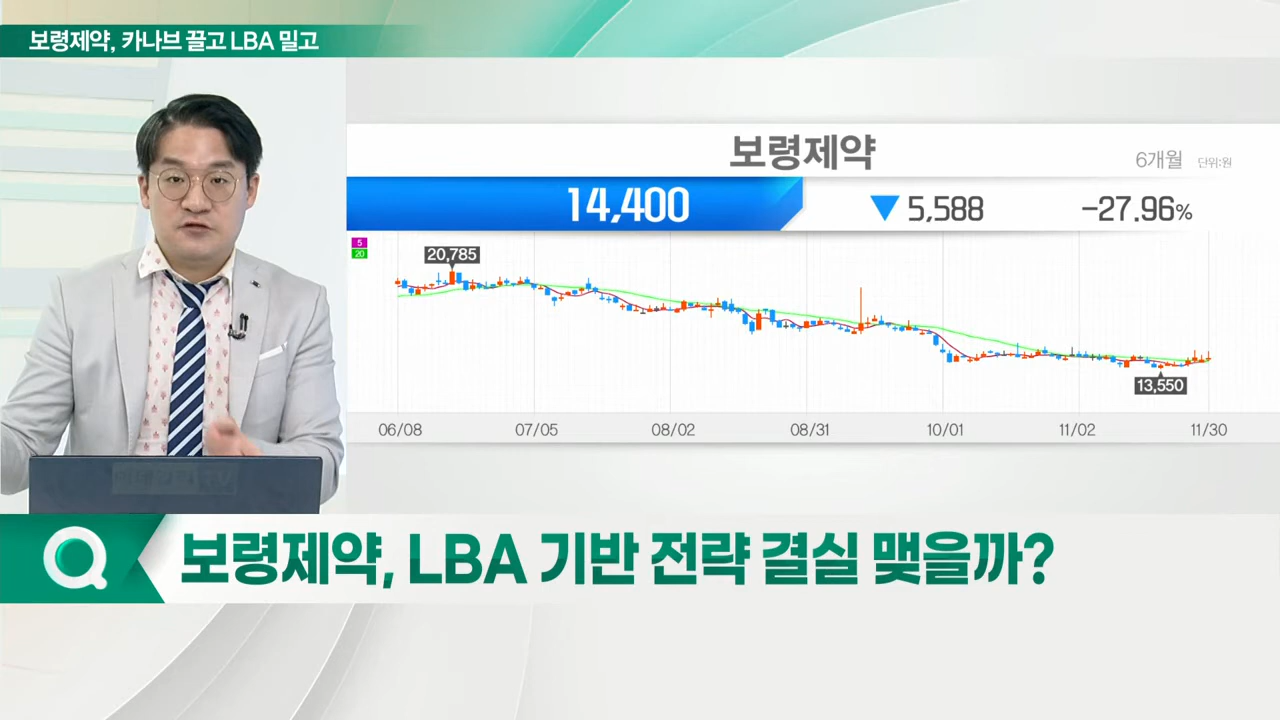 보령제약, 카나브 끌고 LBA 밀고
보령제약
6개월 단위:원
14,400 ▼ 5,588 -27.96%
5
20
20,785
13,550
06/08 07/05 08/02 08/31 10/01 11/02 11/30
보령제약, LBA 기반 전략 결실 맺을까?